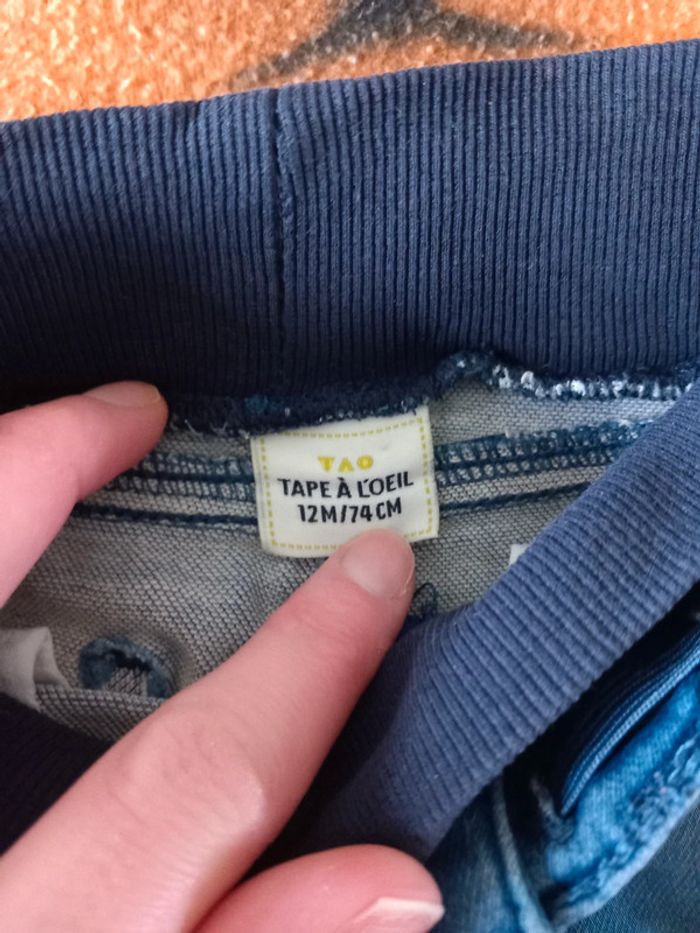 TAO
TAPE À L'OEIL
12M/74CM